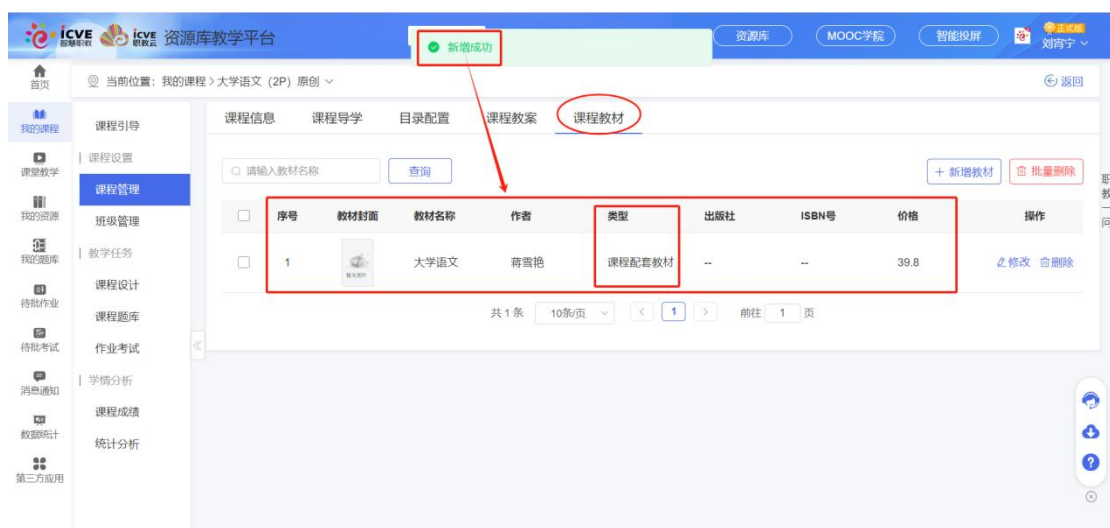 icve 智慧职教 icve 职教云 资源库教学平台
新增成功
资源库 MOOC学院 智能投屏 正式版 刘宵宁
首页
当前位置：我的课程 > 大学语文 (2P) 原创
返回
我的课程
课堂教学
我的资源
我的题库
待批作业
待批考试
消息通知
数据统计
第三方应用
课程引导
课程设置
课程管理
班级管理
教学任务
课程设计
课程题库
作业考试
学情分析
课程成绩
统计分析
课程信息 课程导学 目录配置 课程教案 课程教材
请输入教材名称 查询 + 新增教材 批量删除
序号 教材封面 教材名称 作者 类型 出版社 ISBN号 价格 操作
1 大学语文 蒋雪艳 课程配套教材 -- -- 39.8 修改 删除
共 1 条 10条/页 < 1 > 前往 1 页
职
教
一
问